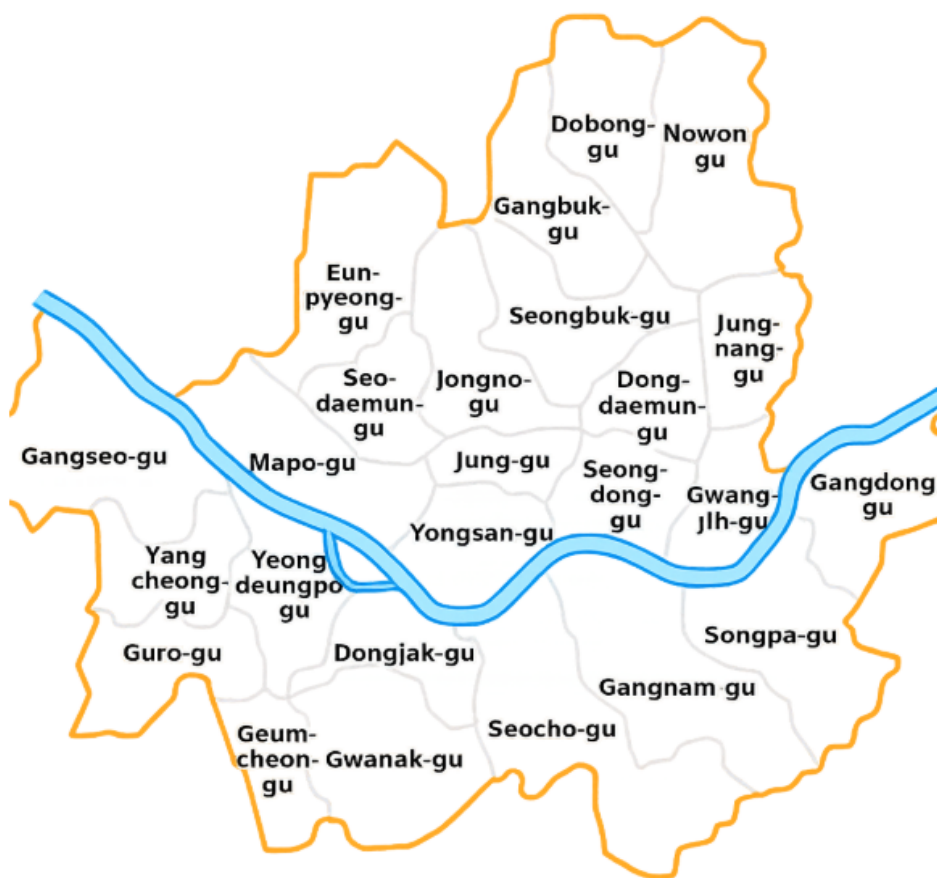 Dobong-
gu
Nowon
gu
Gangbuk-
gu
Eun-
pyeong-
gu
Seongbuk-gu
Jung-
nang-
gu
Seo-
daemun-
gu
Jongno-
gu
Dong-
daemun-
gu
Gangseo-gu
Mapo-gu
Jung-gu
Seong-
dong-
gu
Gwang-
Jlh-gu
Gangdong
gu
Yongsan-gu
Yang
cheong-
gu
Yeong
deungpo
gu
Guro-gu
Dongjak-gu
Songpa-gu
Gangnam-gu
Seocho-gu
Geum-
cheon-
gu
Gwanak-gu